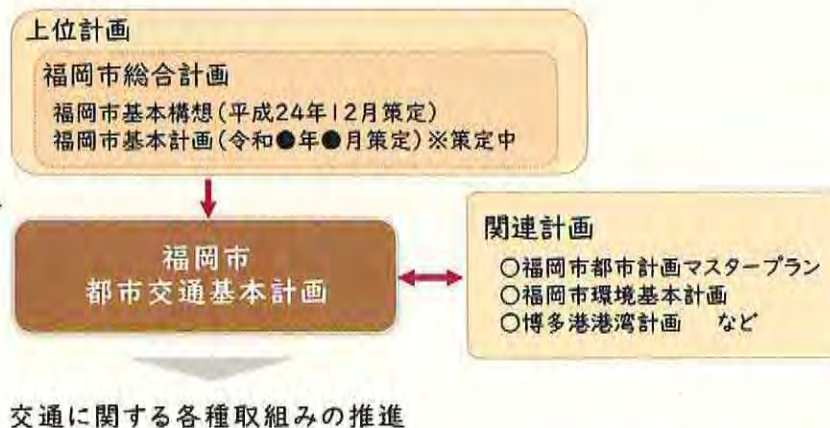 上位計画
福岡市総合計画
福岡市基本構想(平成24年12月策定)
福岡市基本計画(令和●年●月策定)※策定中
福岡市
都市交通基本計画
関連計画
○福岡市都市計画マスタープラン
○福岡市環境基本計画
○博多港港湾計画 など
交通に関する各種取組みの推進